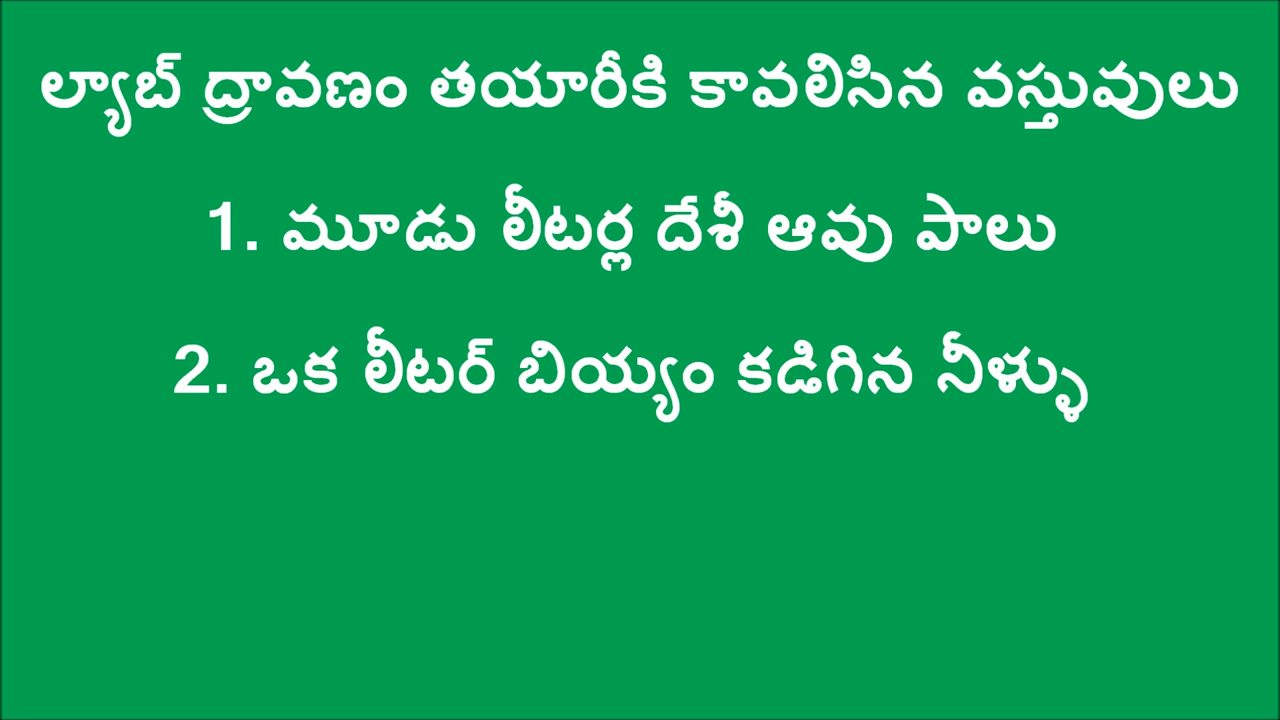 ల్యాబ్ ద్రావణం తయారీకి కావలిసిన వస్తువులు
1. మూడు లీటర్ల దేశీ ఆవు పాలు
2. ఒక లీటర్ బియ్యం కడిగిన నీళ్ళు